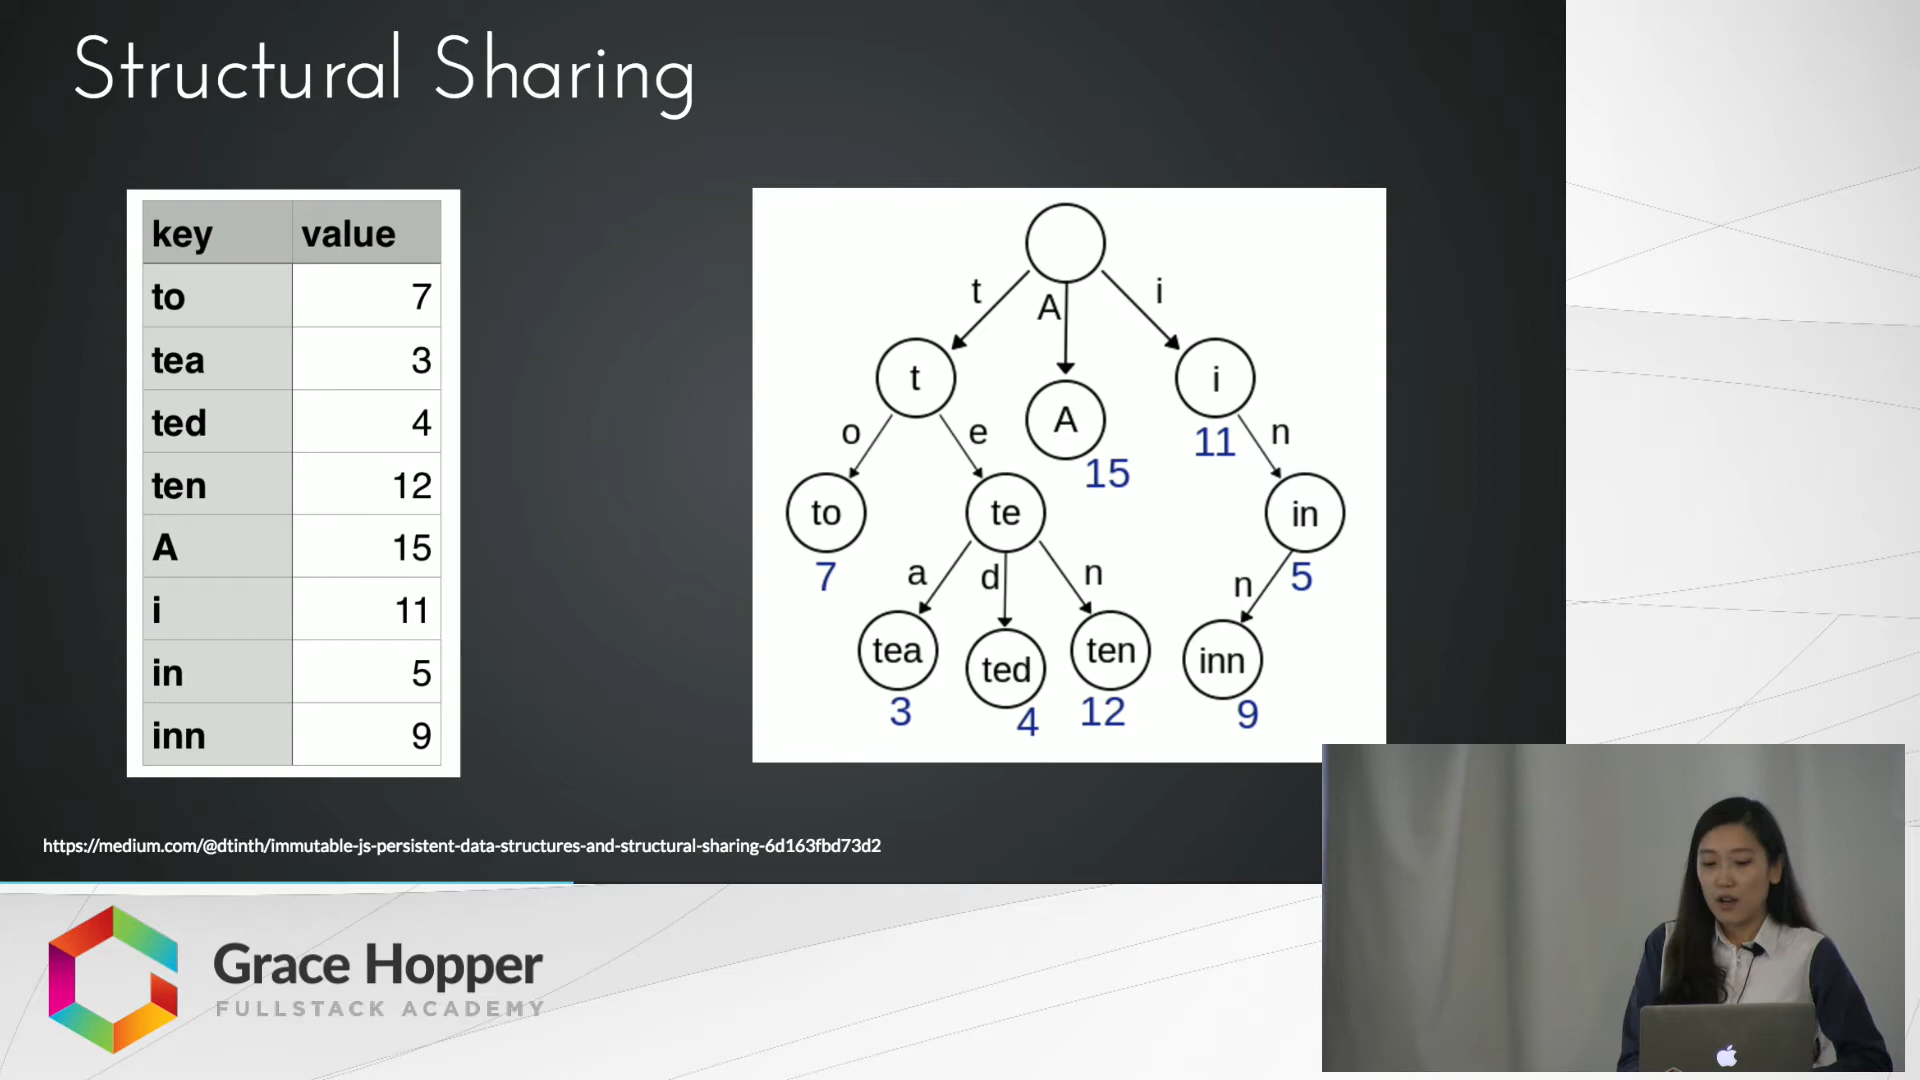 Structural Sharing
key value
to 7
tea 3
ted 4
ten 12
A 15
i 11
in 5
inn 9
t A i
t A i
o e 15 11 n
to te in
7 a d n n 5
tea ted ten inn
3 4 12 9
https://medium.com/@dtinth/immutable-js-persistent-data-structures-and-structural-sharing-6d163fbd73d2
Grace Hopper
FULLSTACK ACADEMY